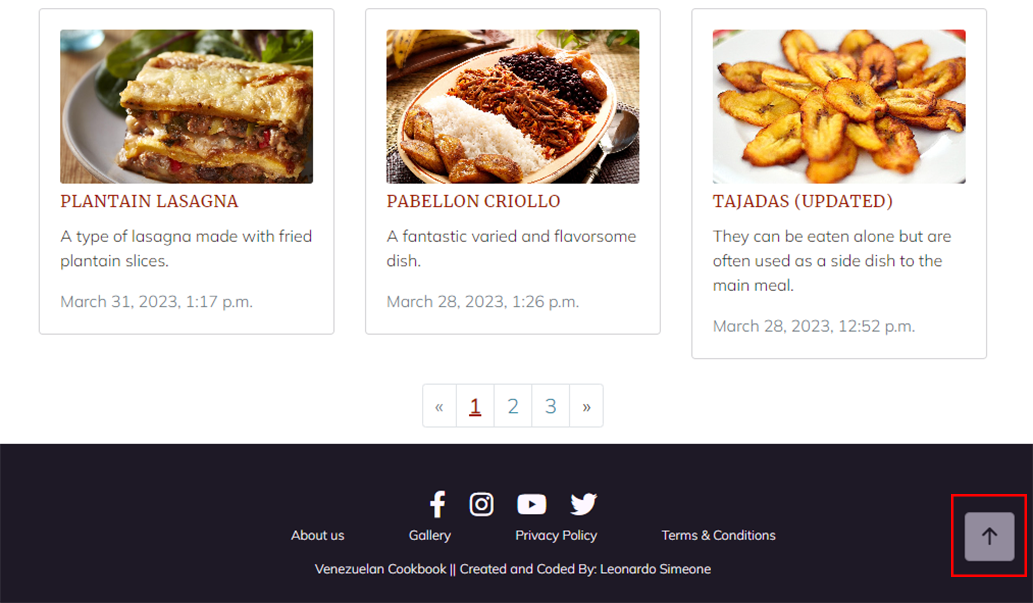 PLANTAIN LASAGNA
A type of lasagna made with fried
plantain slices.
March 31, 2023, 1:17 p.m.
PABELLON CRIOLLO
A fantastic varied and flavorsome
dish.
March 28, 2023, 1:26 p.m.
TAJADAS (UPDATED)
They can be eaten alone but are
often used as a side dish to the
main meal.
March 28, 2023, 12:52 p.m.
« 1 2 3 »
About us Gallery Privacy Policy Terms & Conditions
Venezuelan Cookbook || Created and Coded By: Leonardo Simeone